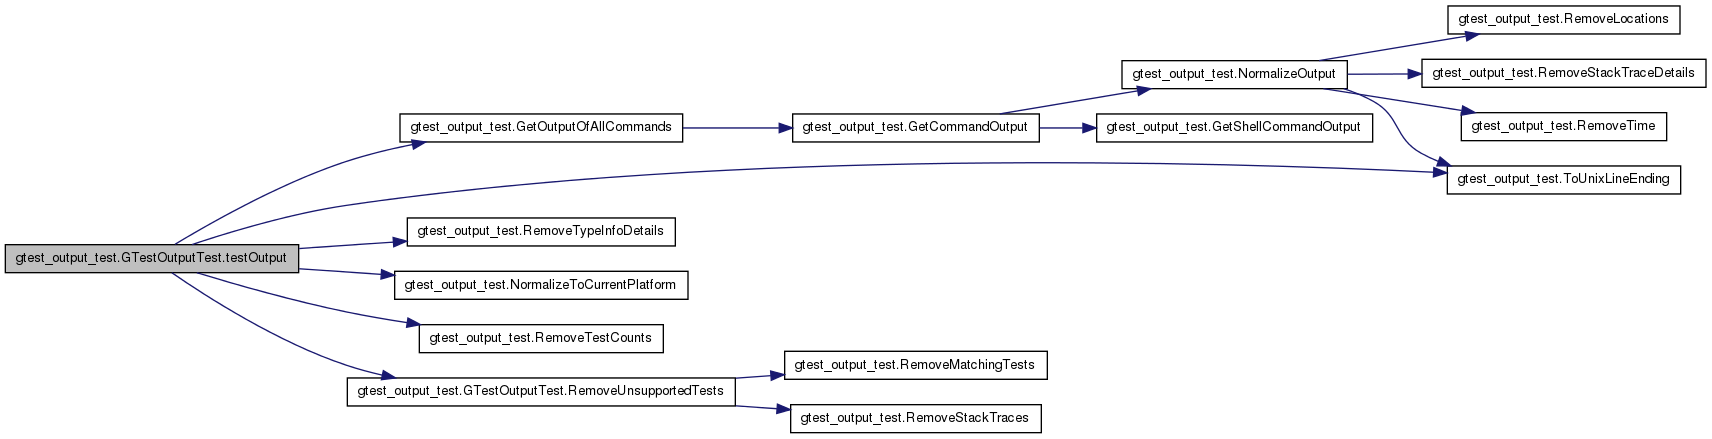 gtest_output_test.RemoveLocations
gtest_output_test.NormalizeOutput
gtest_output_test.RemoveStackTraceDetails
gtest_output_test.GetOutputOfAllCommands
gtest_output_test.GetCommandOutput
gtest_output_test.GetShellCommandOutput
gtest_output_test.RemoveTime
gtest_output_test.ToUnixLineEnding
gtest_output_test.RemoveTypeInfoDetails
gtest_output_test.GTestOutputTest.testOutput
gtest_output_test.NormalizeToCurrentPlatform
gtest_output_test.RemoveTestCounts
gtest_output_test.RemoveMatchingTests
gtest_output_test.GTestOutputTest.RemoveUnsupportedTests
gtest_output_test.RemoveStackTraces